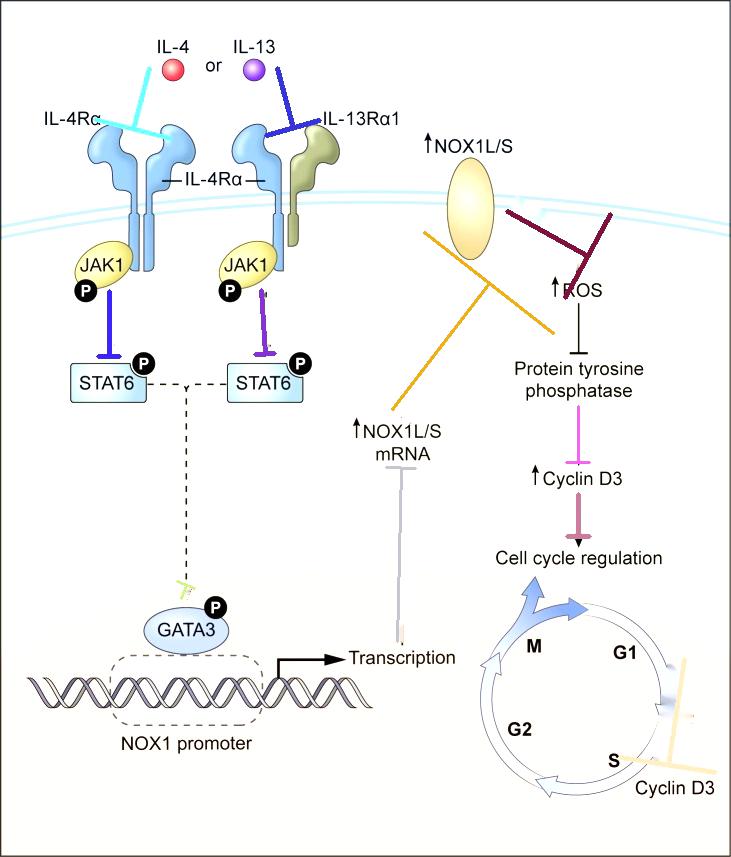 IL-4 or IL-13
IL-4Rα
IL-13Rα1
↑NOX1L/S
IL-4Rα
JAK1
JAK1
P
P
↑ROS
P
P
STAT6
STAT6
Protein tyrosine
phosphatase
↑NOX1L/S
mRNA
↑Cyclin D3
Cell cycle regulation
P
GATA3
Transcription
M
G1
G2
S
NOX1 promoter
Cyclin D3